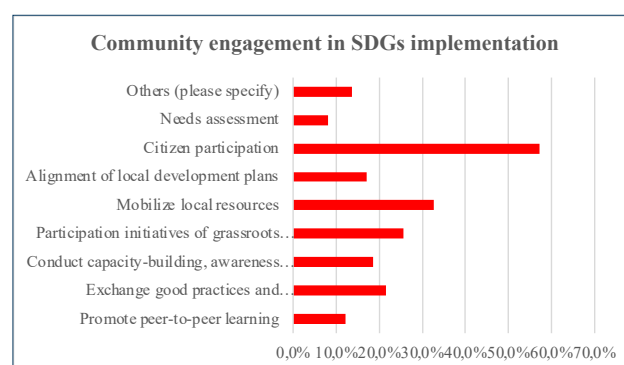 Community engagement in SDGs implementation
Others (please specify)
Needs assessment
Citizen participation
Alignment of local development plans
Mobilize local resources
Participation initiatives of grassroots…
Conduct capacity-building, awareness…
Exchange good practices and…
Promote peer-to-peer learning
0,0% 10,0% 20,0% 30,0% 40,0% 50,0% 60,0% 70,0%